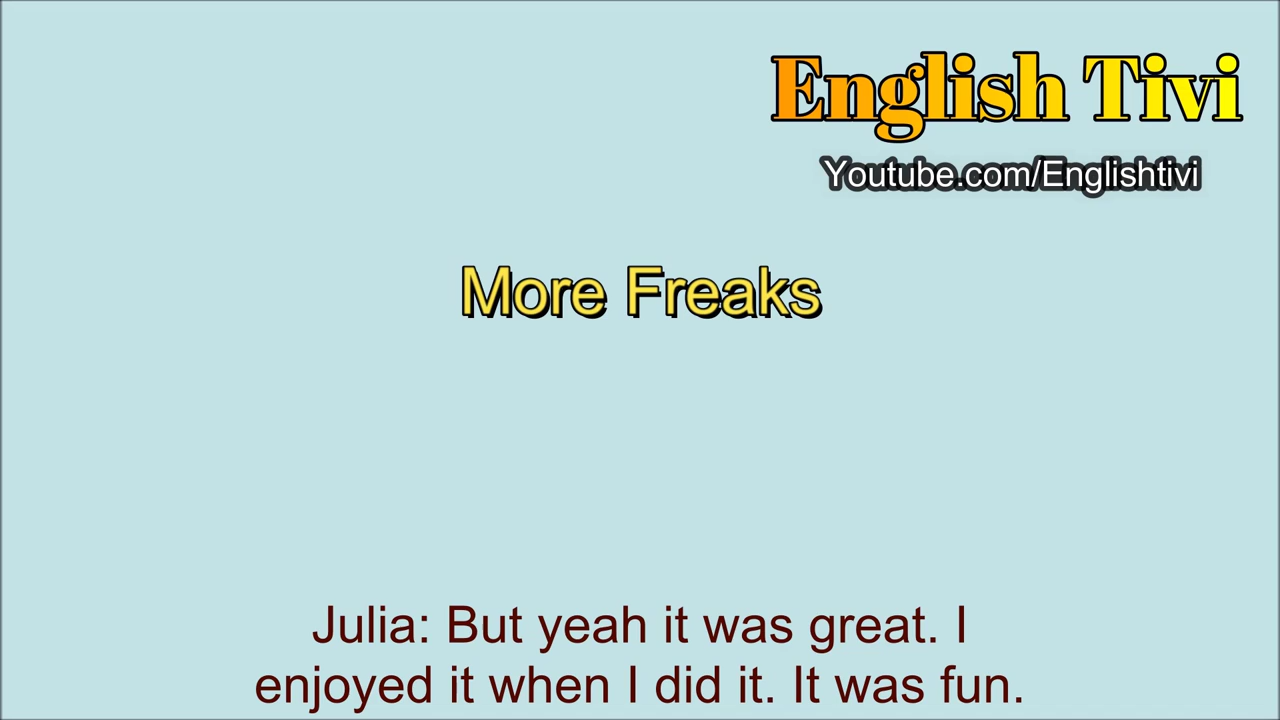 English Tivi
Youtube.com/Englishtivi
More Freaks
Julia: But yeah it was great. I
enjoyed it when I did it. It was fun.